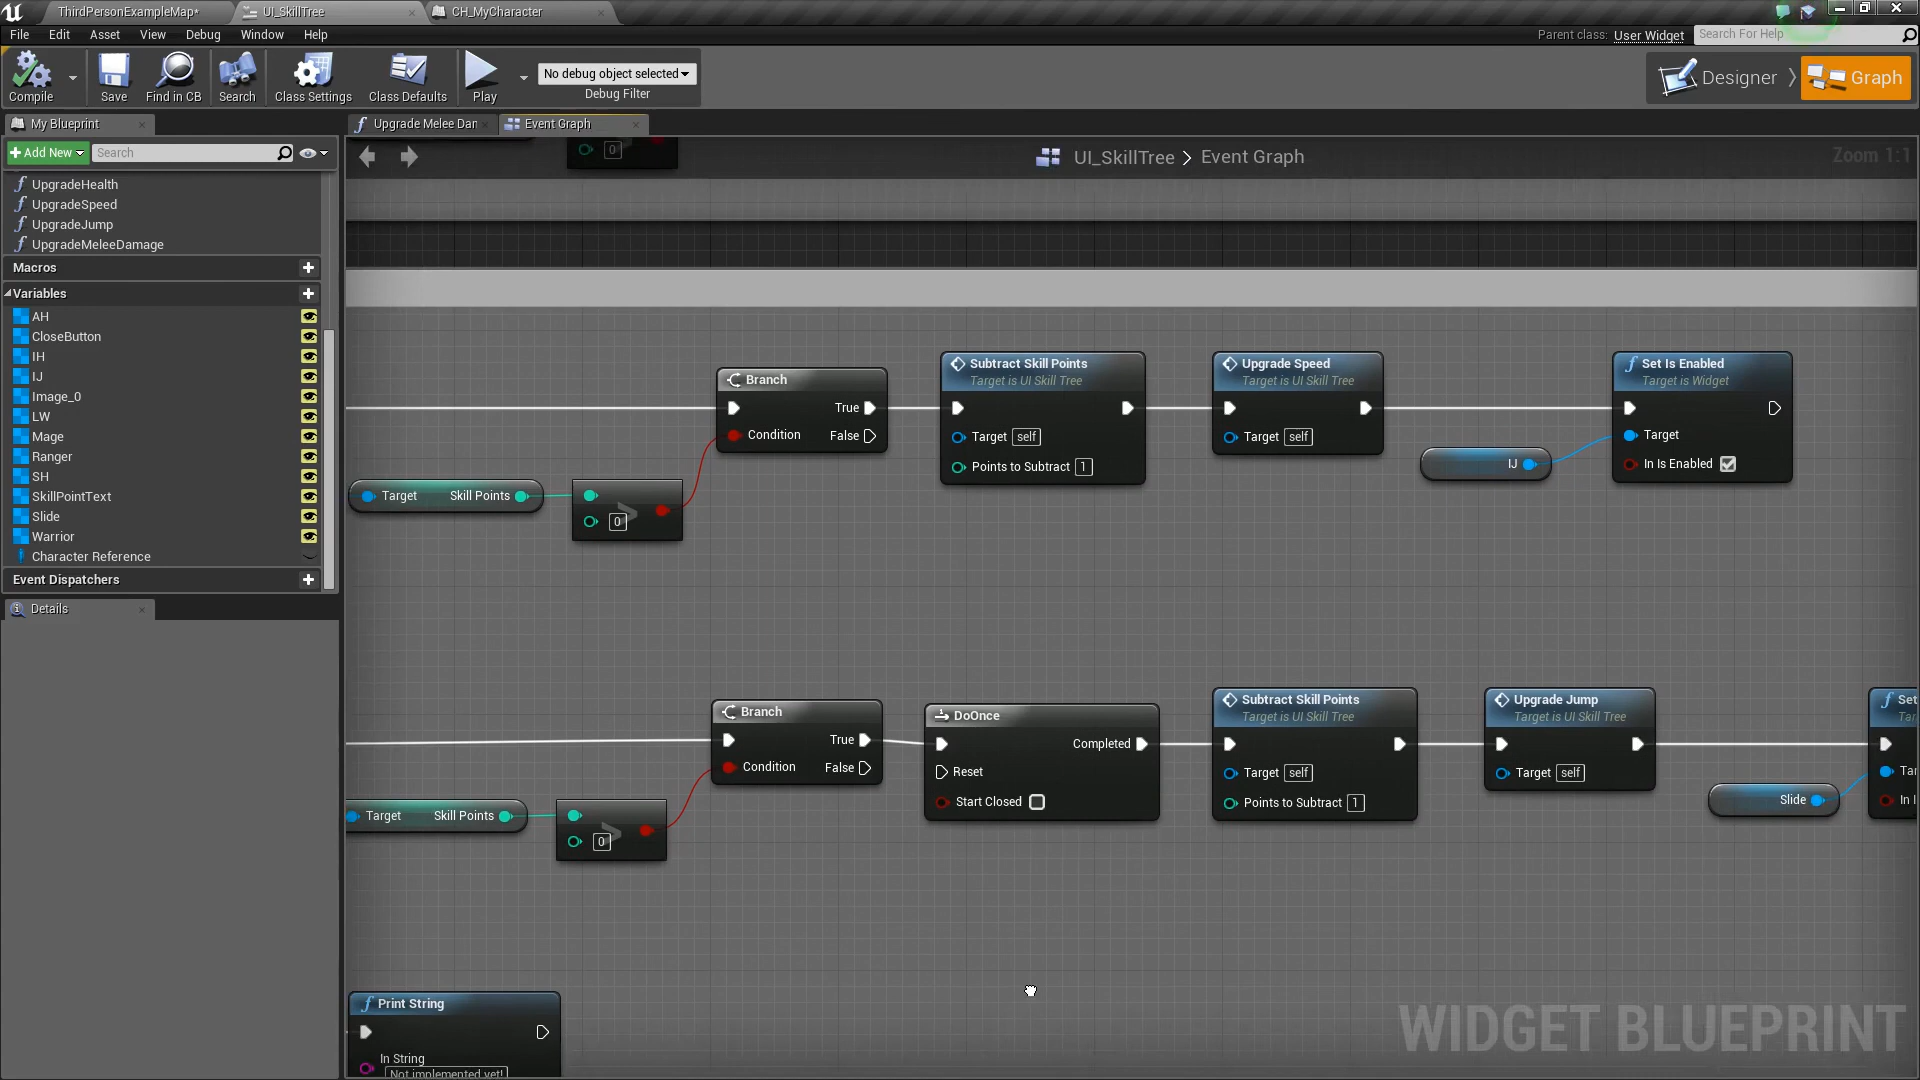 ThirdPersonExampleMap*
UI_SkillTree
CH_MyCharacter
File Edit Asset View Debug Window Help
Parent class: User Widget
Search For Help
Compile
Save
Find in CB
Search
Class Settings
Class Defaults
Play
No debug object selected
Debug Filter
Designer
Graph
My Blueprint
Upgrade Melee Dar
Event Graph
Add New
Search
0
UI_SkillTree > Event Graph
Zoom 1:1
UpgradeHealth
UpgradeSpeed
UpgradeJump
UpgradeMeleeDamage
Macros
Variables
AH
CloseButton
IH
IJ
Image_0
LW
Mage
Ranger
SH
SkillPointText
Slide
Warrior
Character Reference
Event Dispatchers
Details
Branch
True
Condition
False
Subtract Skill Points
Target is UI Skill Tree
Target self
Points to Subtract 1
Upgrade Speed
Target is UI Skill Tree
Target self
Set Is Enabled
Target is Widget
Target
In Is Enabled
IJ
Target Skill Points
0 >
Branch
True
Condition
False
DoOnce
Completed
Reset
Start Closed
Subtract Skill Points
Target is UI Skill Tree
Target self
Points to Subtract 1
Upgrade Jump
Target is UI Skill Tree
Target self
Slide
Set
Tar
Tar
In I
Target Skill Points
0 >
Print String
In String
Not implemented yet!
WIDGET BLUEPRINT